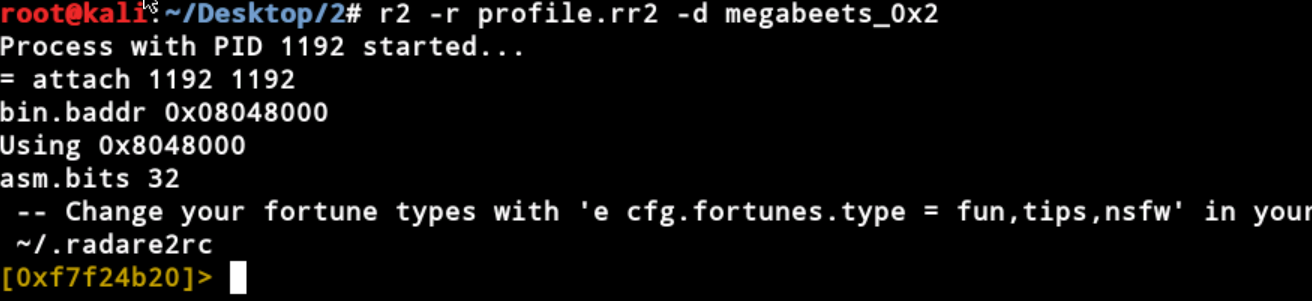 root@kali:~/Desktop/2# r2 -r profile.rr2 -d megabeets_0x2
Process with PID 1192 started...
= attach 1192 1192
bin.baddr 0x08048000
Using 0x8048000
asm.bits 32
 -- Change your fortune types with 'e cfg.fortunes.type = fun,tips,nsfw' in your
 ~/.radare2rc
[0xf7f24b20]>